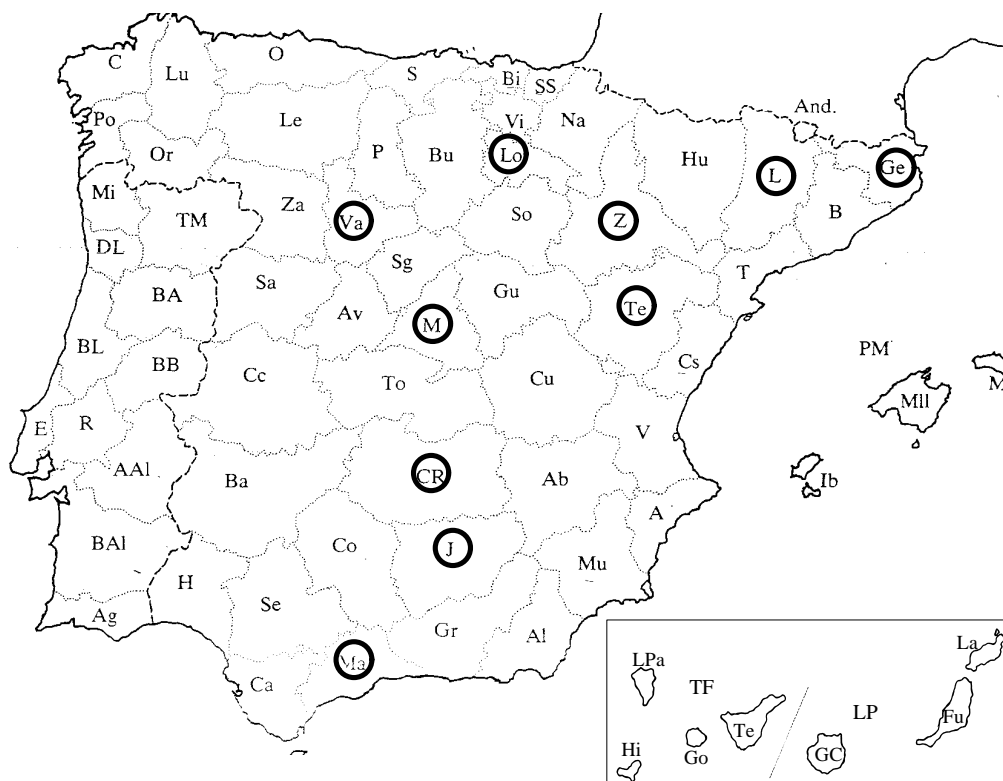 C
Lu
O
S
Bi
SS
And.
Po
Or
Le
P
Bu
Vi
Lo
Na
Hu
L
Ge
Mi
TM
Za
Va
So
Z
B
DL
BA
Sa
Sg
Av
M
Gu
Te
T
BL
BB
Cc
To
Cu
Cs
PM
Mll
M
E
R
AAl
Ba
CR
Ab
V
Ib
BAl
Co
J
A
Mu
H
Ag
Se
Gr
Al
Ca
Ma
LPa
TF
Te
Hi
Go
LP
GC
La
Fu